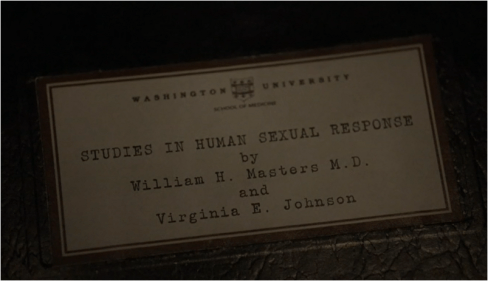 WASHINGTON UNIVERSITY
SCHOOL OF MEDICINE
STUDIES IN HUMAN SEXUAL RESPONSE
by
William H. Masters M.D.
and
Virginia E. Johnson